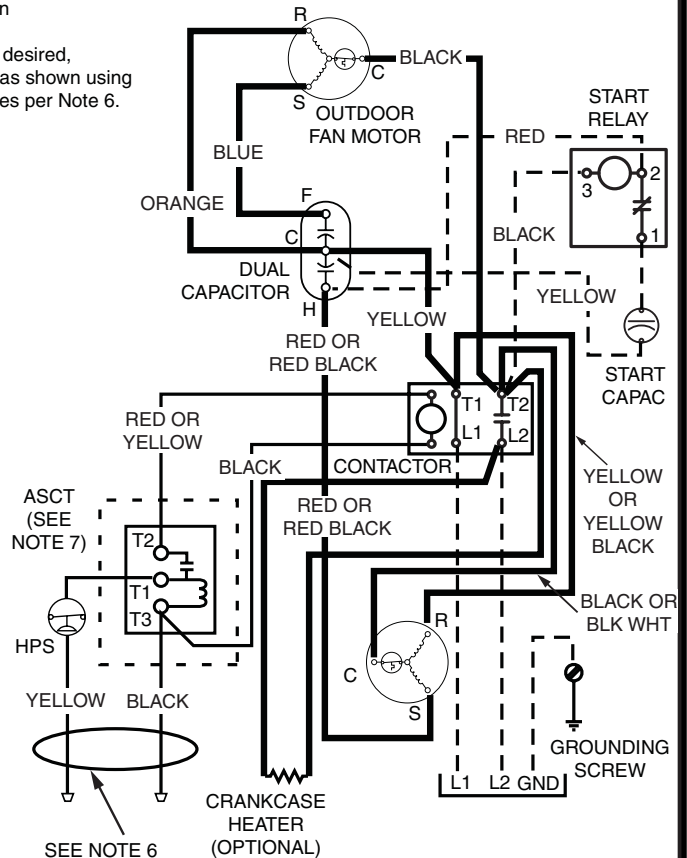 n
desired,
as shown using
es per Note 6.
R
C
S
BLACK
OUTDOOR
FAN MOTOR
START
RELAY
RED
BLUE
2
3
1
ORANGE
F
C
BLACK
DUAL
CAPACITOR
H
YELLOW
YELLOW
RED OR
RED BLACK
START
CAPAC
T1
T2
L1
L2
RED OR
YELLOW
BLACK
CONTACTOR
YELLOW
OR
YELLOW
BLACK
ASCT
(SEE
NOTE 7)
RED OR
RED BLACK
T2
T1
T3
BLACK OR
BLK WHT
HPS
R
C
S
YELLOW
BLACK
GROUNDING
SCREW
L1 L2 GND
CRANKCASE
HEATER
(OPTIONAL)
SEE NOTE 6